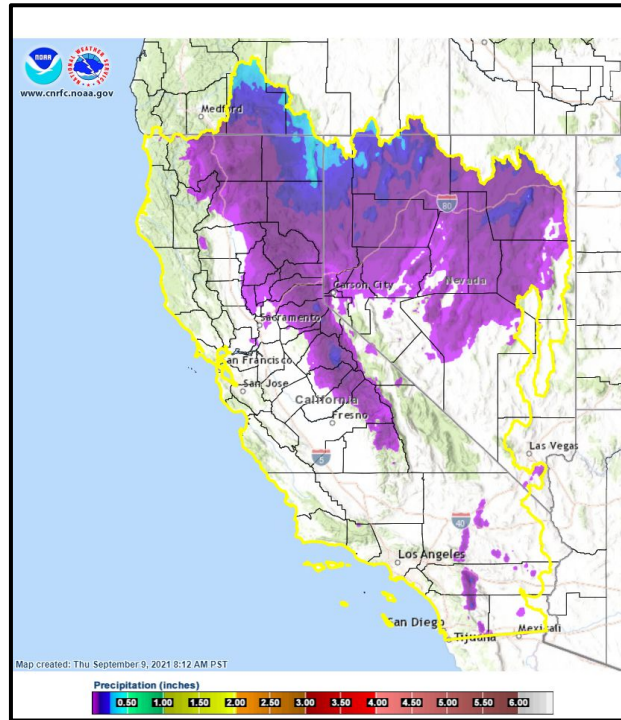 NOAA
www.cnrfc.noaa.gov
Medford
80
Carson City
Nevada
Sacramento
an Francisco
San Jose
California
Fresno
5
Las Vegas
40
Los Angeles
San Diego
Tijuana
Mexicali
Map created: Thu September 9, 2021 8:12 AM PST
Precipitation (inches)
0.50 1.00 1.50 2.00 2.50 3.00 3.50 4.00 4.50 5.00 5.50 6.00